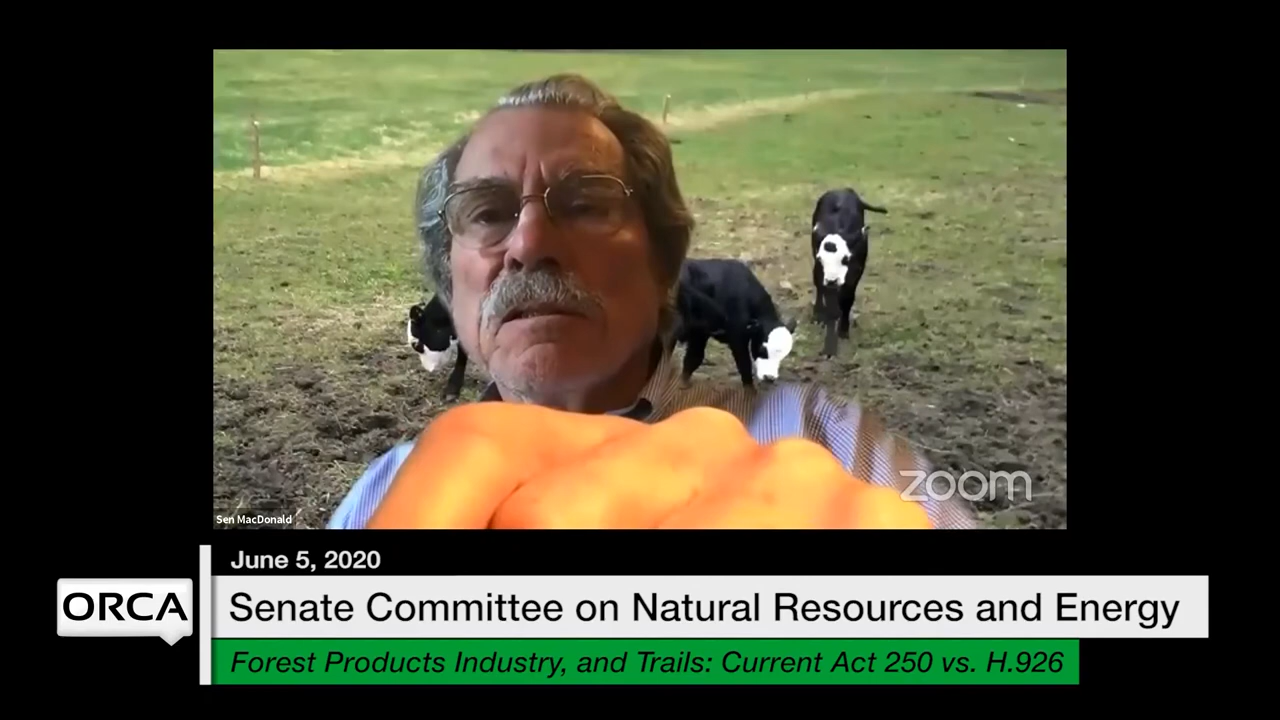 zoom
Sen MacDonald
June 5, 2020
ORCA
Senate Committee on Natural Resources and Energy
Forest Products Industry, and Trails: Current Act 250 vs. H.926